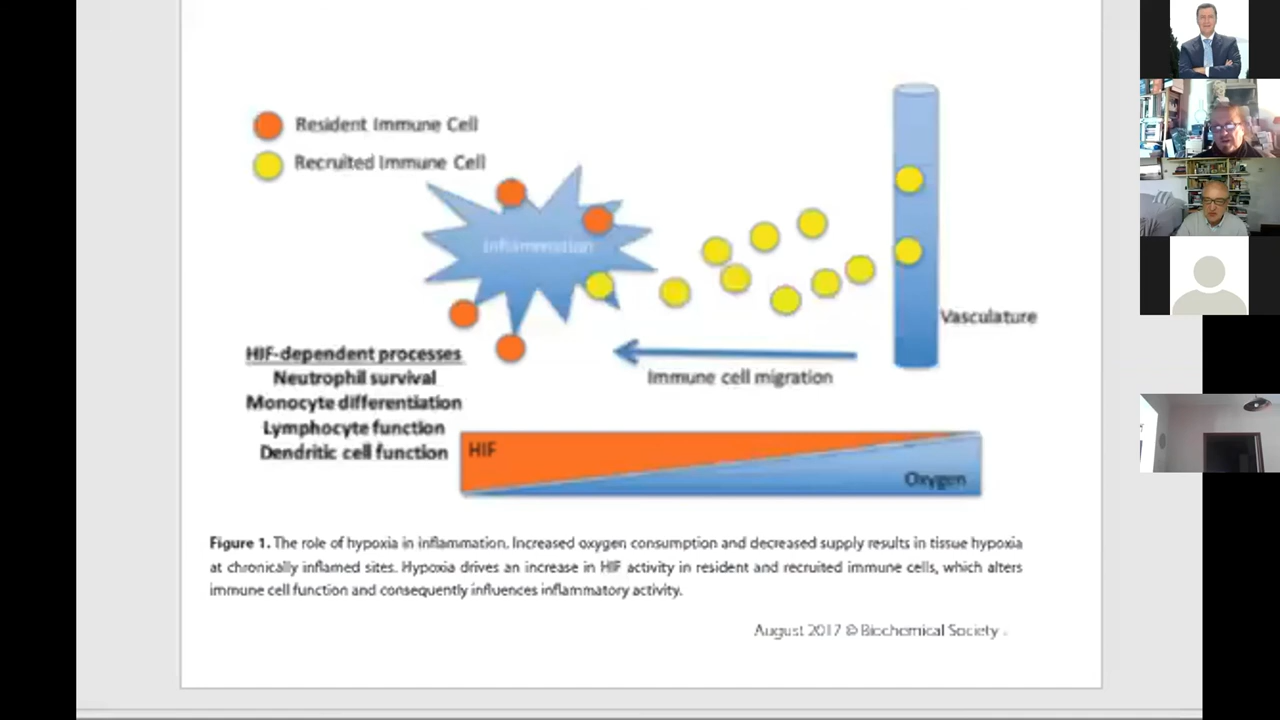 Resident Immune Cell
Recruited Immune Cell
Inflammation
Vasculature
HIF-dependent processes
Neutrophil survival
Monocyte differentiation
Lymphocyte function
Dendritic cell function
Immune cell migration
HIF
Oxygen
Figure 1. The role of hypoxia in inflammation. Increased oxygen consumption and decreased supply results in tissue hypoxia
at chronically inflamed sites. Hypoxia drives an increase in HIF activity in resident and recruited immune cells, which alters
immune cell function and consequently influences inflammatory activity.
August 2017 © Biochemical Society